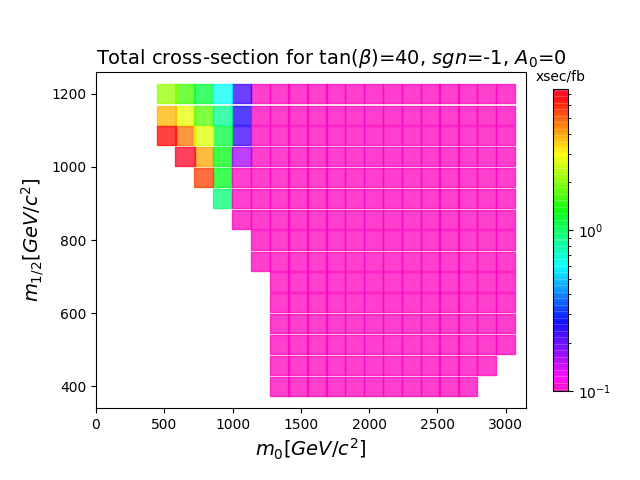 Total cross-section for tan(β)=40, sgn=-1, A₀=0
xsec/fb
1200
1000
800
600
400
10⁰
10⁻¹
m₁/₂[GeV/c²]
0 500 1000 1500 2000 2500 3000
m₀[GeV/c²]